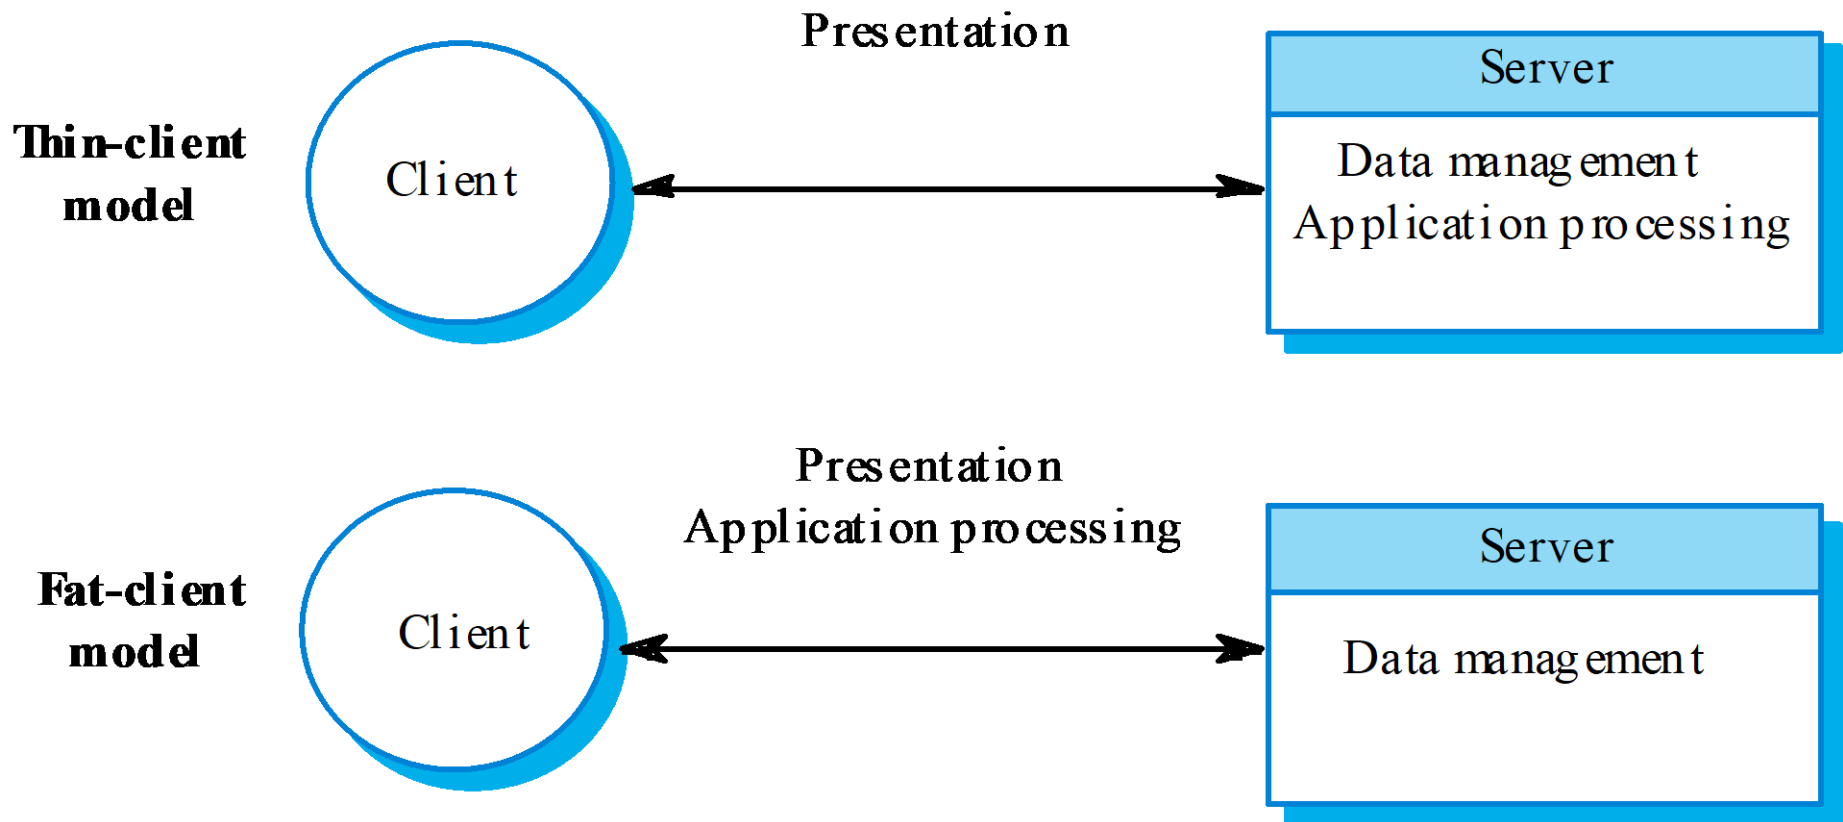 Presentation
Server
Thin-client
model
Client
Data management
Application processing
Presentation
Application processing
Server
Fat-client
model
Client
Data management